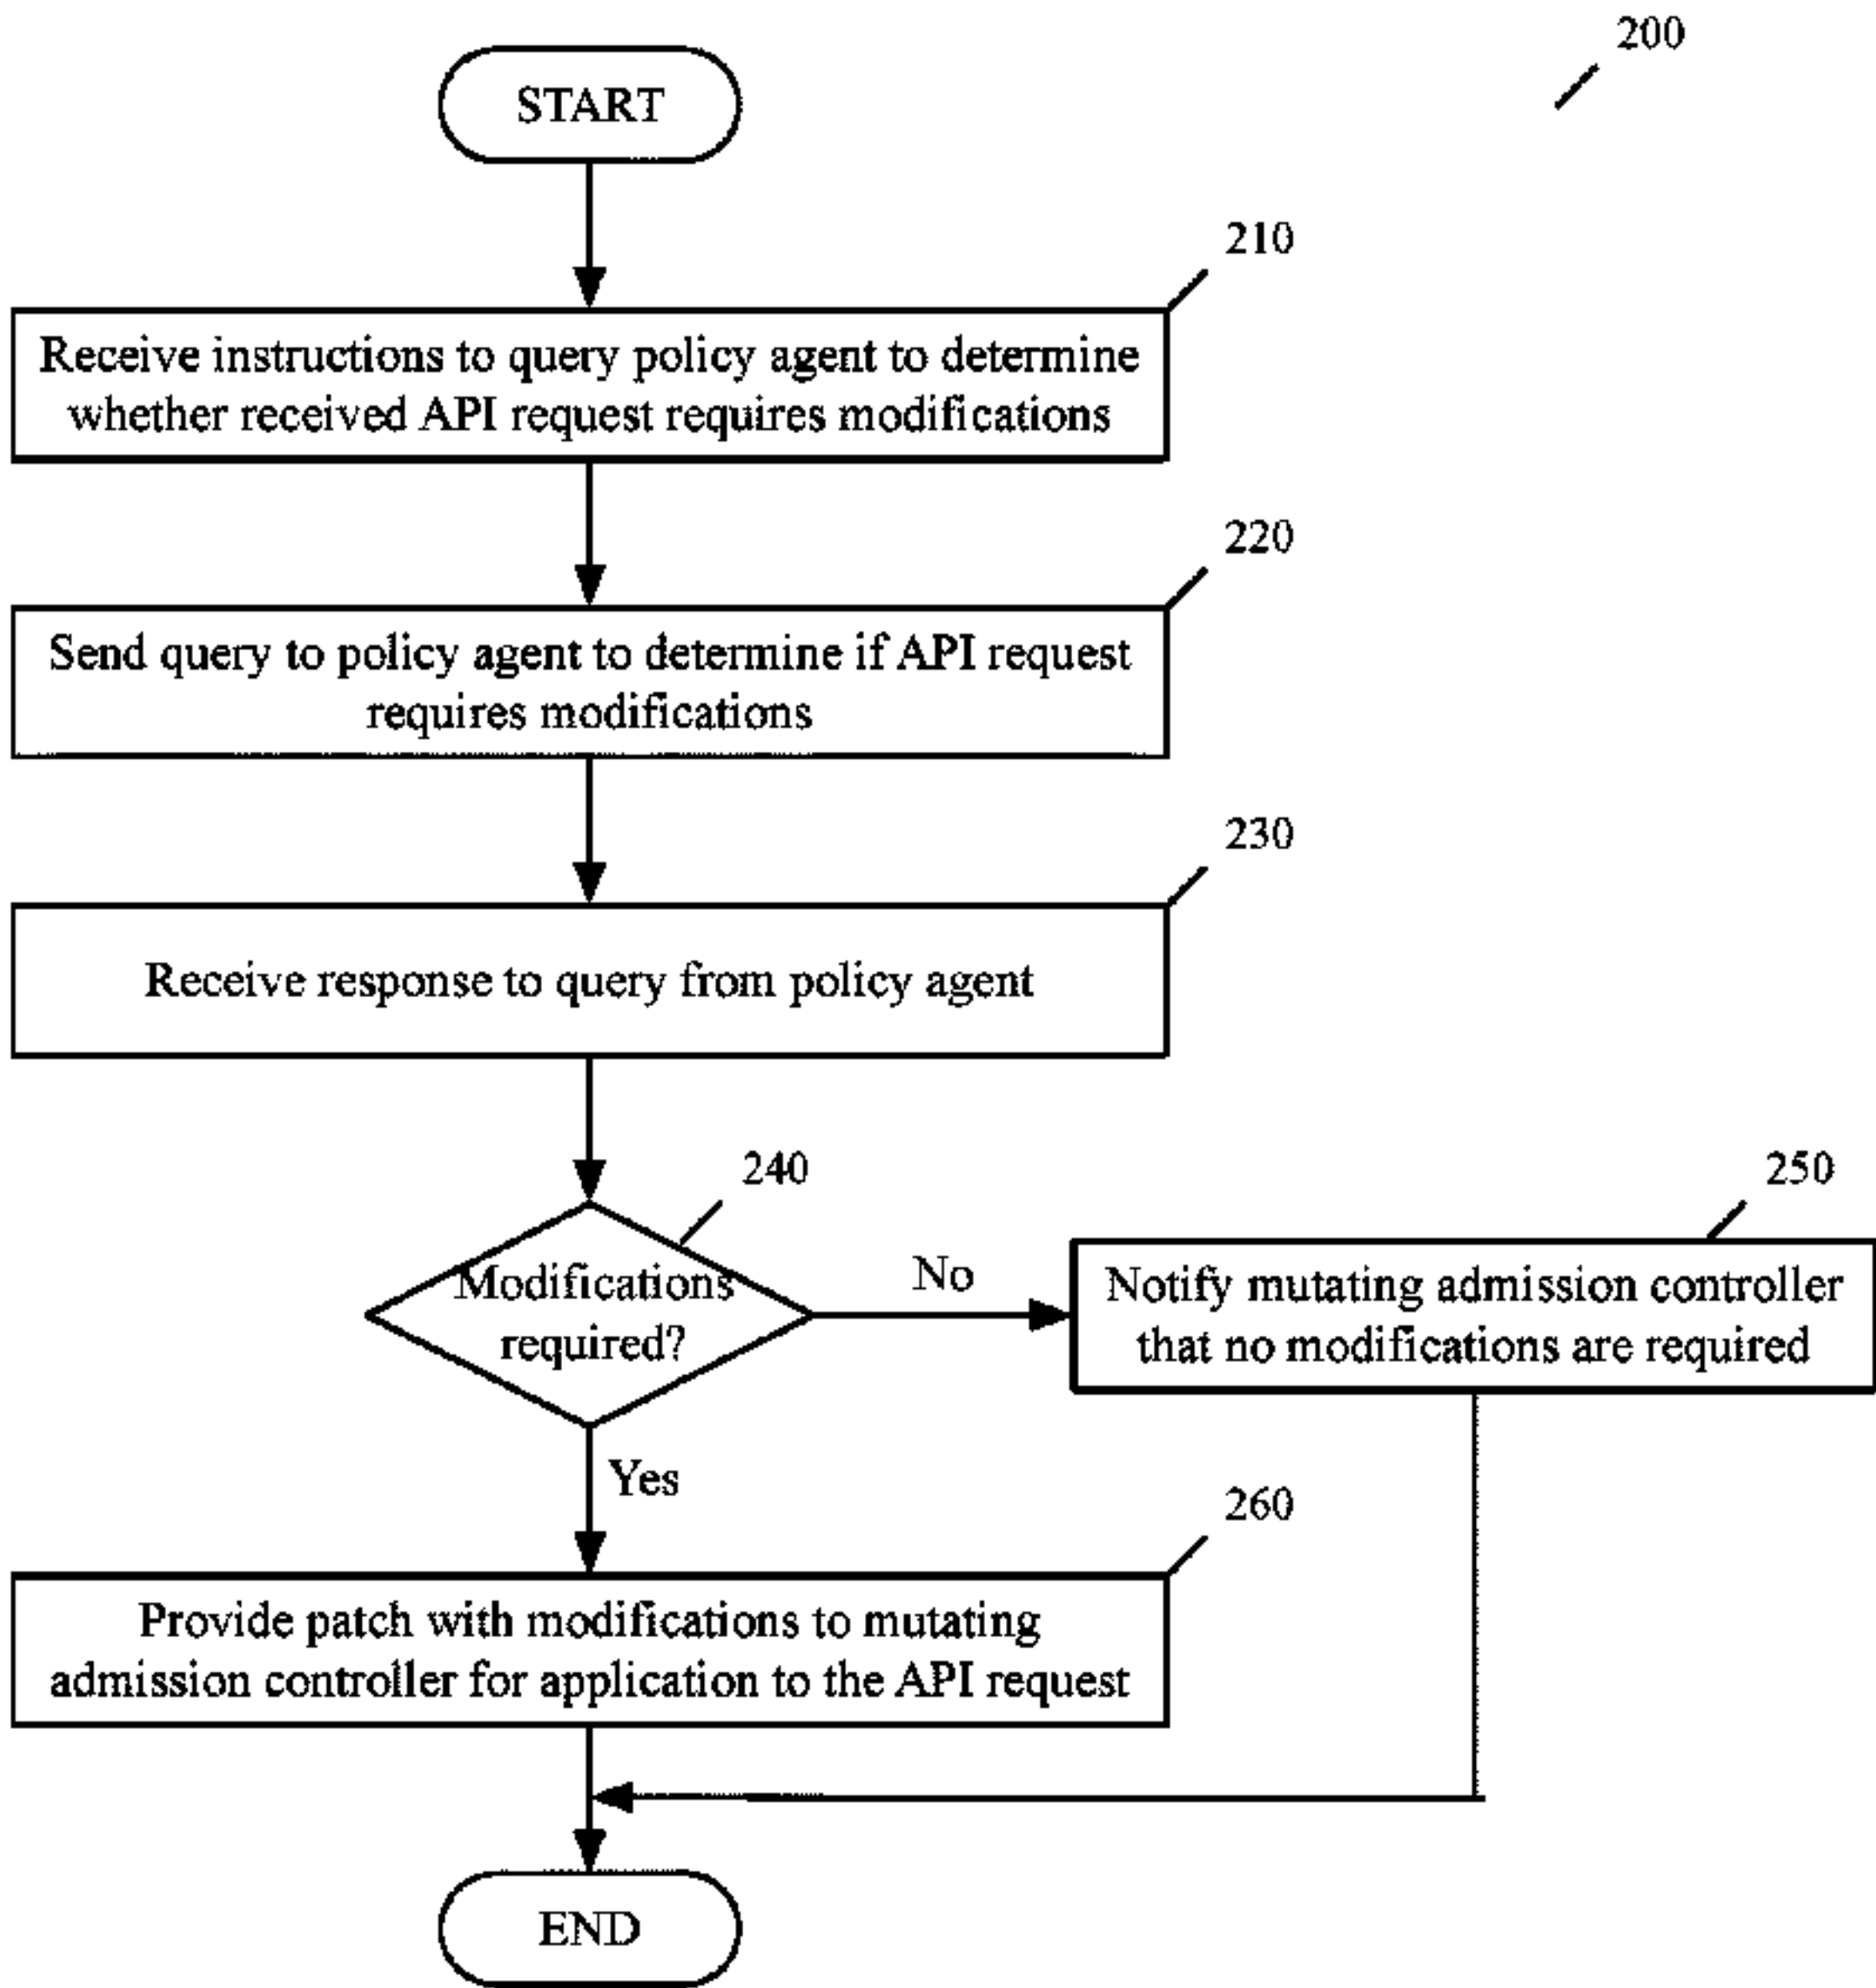 200
START
210
Receive instructions to query policy agent to determine
whether received API request requires modifications
220
Send query to policy agent to determine if API request
requires modifications
230
Receive response to query from policy agent
240
Modifications
required?
No
250
Notify mutating admission controller
that no modifications are required
Yes
260
Provide patch with modifications to mutating
admission controller for application to the API request
END